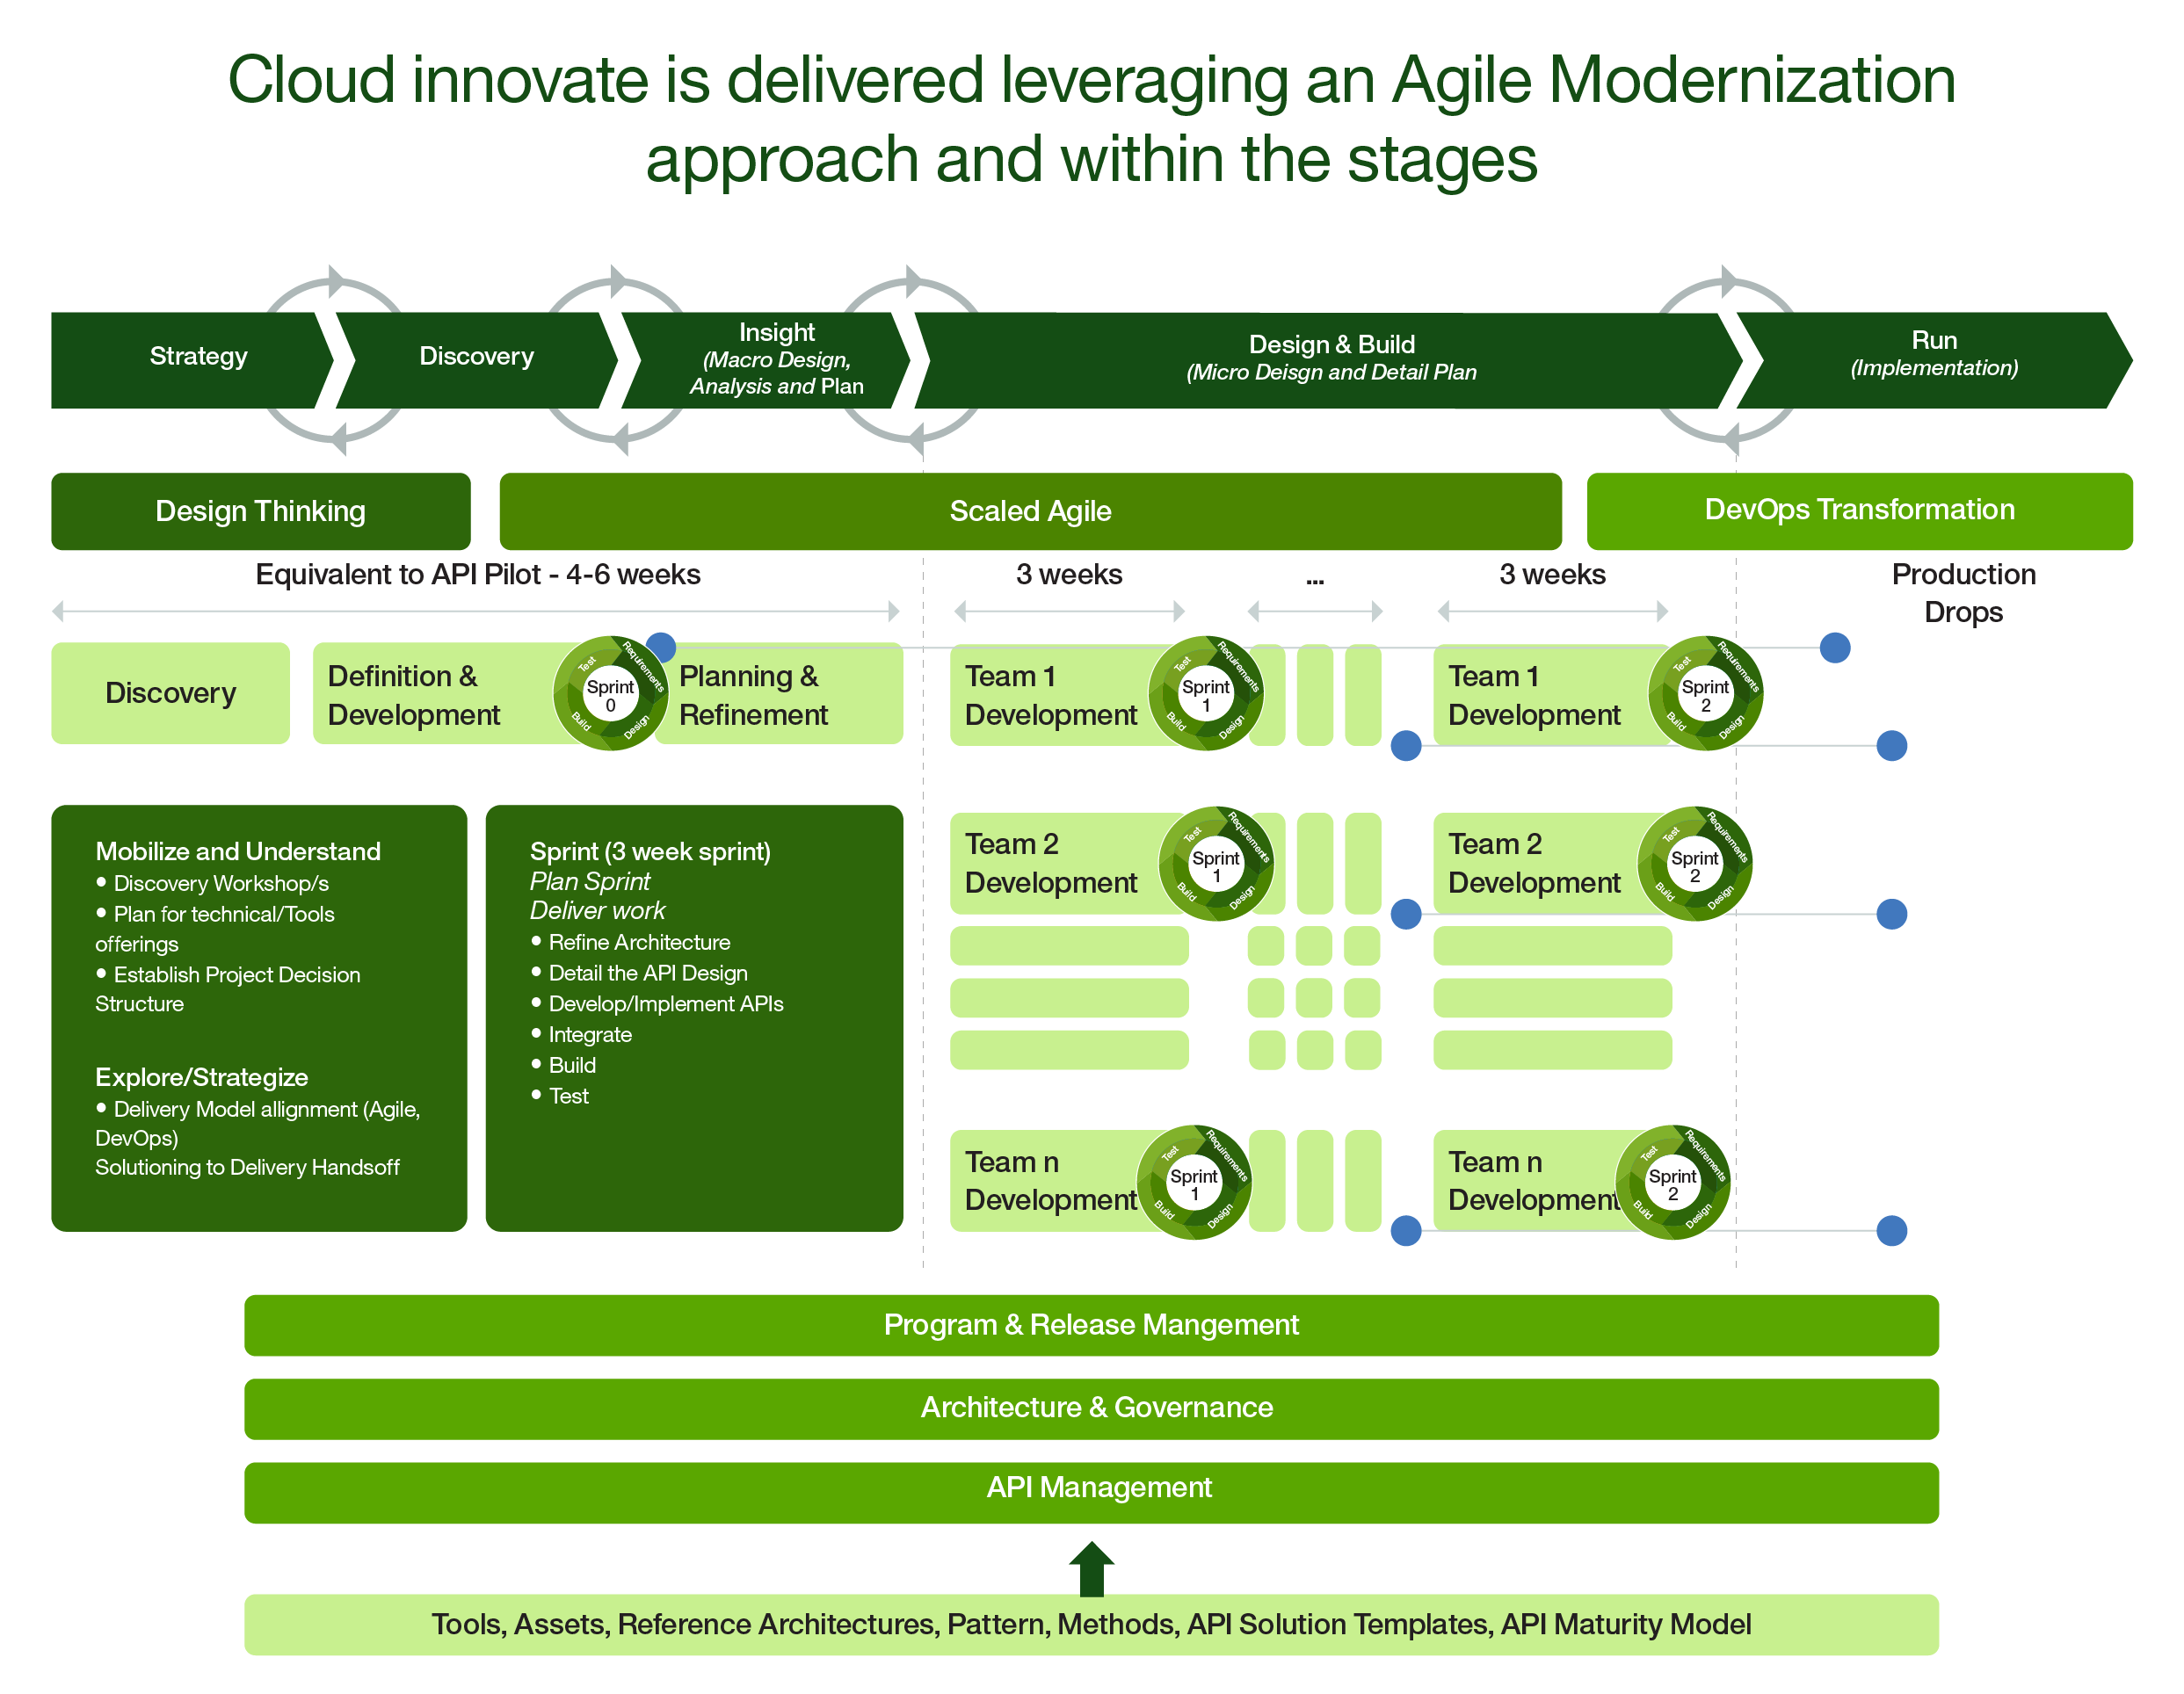 Cloud innovate is delivered leveraging an Agile Modernization
approach and within the stages
Strategy
Discovery
Insight
(Macro Design,
Analysis and Plan
Design & Build
(Micro Deisgn and Detail Plan
Run
(Implementation)
Design Thinking
Scaled Agile
DevOps Transformation
Equivalent to API Pilot - 4-6 weeks
3 weeks
...
3 weeks
Production
Drops
Discovery
Definition &
Development
Test
Requirements
Sprint
0
Build
Design
Planning &
Refinement
Team 1
Development
Test
Requirements
Sprint
1
Build
Design
Team 1
Development
Test
Requirements
Sprint
2
Build
Design
Mobilize and Understand
• Discovery Workshop/s
• Plan for technical/Tools
offerings
• Establish Project Decision
Structure
Explore/Strategize
• Delivery Model allignment (Agile,
DevOps)
Solutioning to Delivery Handsoff
Sprint (3 week sprint)
Plan Sprint
Deliver work
• Refine Architecture
• Detail the API Design
• Develop/Implement APIs
• Integrate
• Build
• Test
Team 2
Development
Test
Requirements
Sprint
1
Build
Design
Team 2
Development
Test
Requirements
Sprint
2
Build
Design
Team n
Development
Test
Requirements
Sprint
1
Build
Design
Team n
Development
Test
Requirements
Sprint
2
Build
Design
Program & Release Mangement
Architecture & Governance
API Management
Tools, Assets, Reference Architectures, Pattern, Methods, API Solution Templates, API Maturity Model